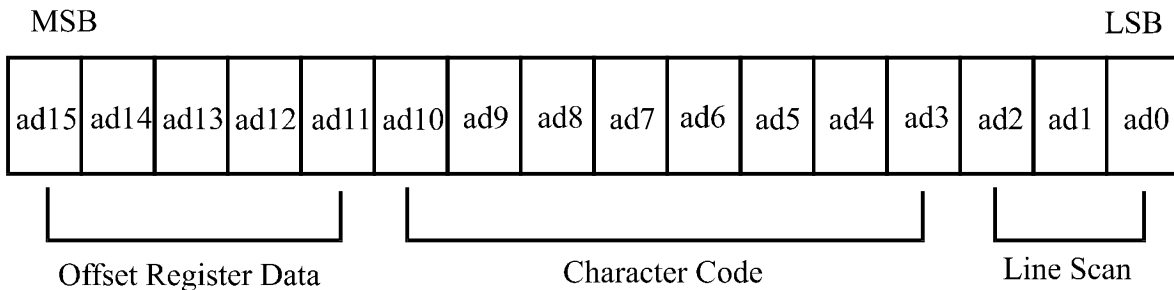 MSB LSB
ad15 ad14 ad13 ad12 ad11 ad10 ad9 ad8 ad7 ad6 ad5 ad4 ad3 ad2 ad1 ad0
Offset Register Data Character Code Line Scan